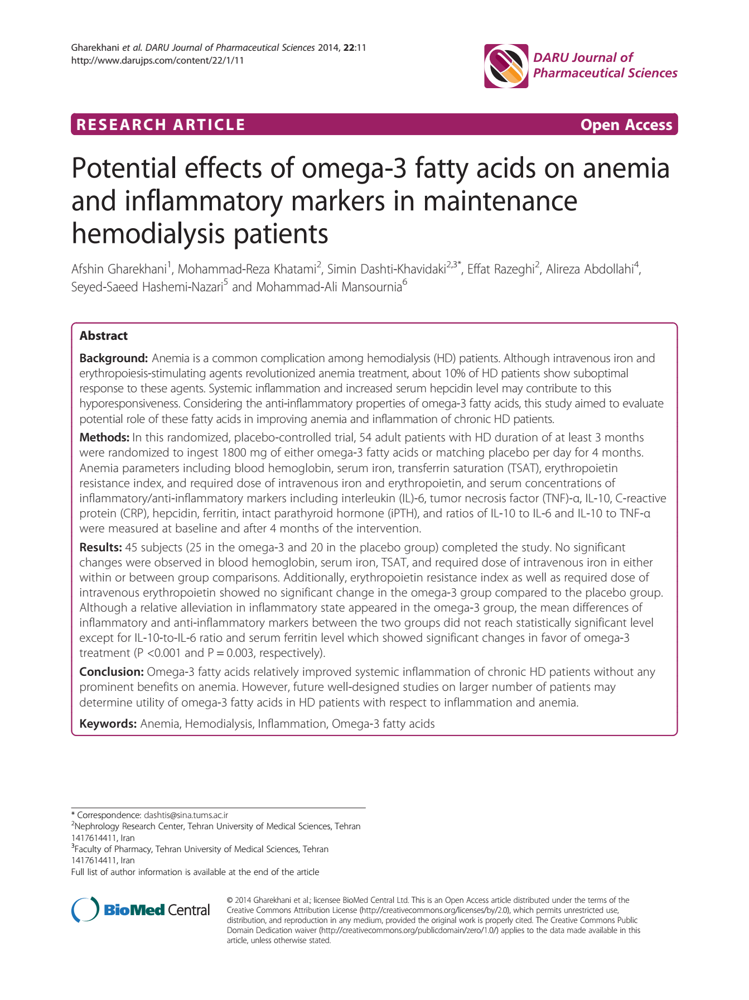 Gharekhani et al. DARU Journal of Pharmaceutical Sciences 2014, 22:11
http://www.darujps.com/content/22/1/11
DARU Journal of
Pharmaceutical Sciences
RESEARCH ARTICLE
Open Access
Potential effects of omega-3 fatty acids on anemia
and inflammatory markers in maintenance
hemodialysis patients
Afshin Gharekhani1, Mohammad-Reza Khatami2, Simin Dashti-Khavidaki2,3*, Effat Razeghi2, Alireza Abdollahi4,
Seyed-Saeed Hashemi-Nazari5 and Mohammad-Ali Mansournia6
Abstract
Background: Anemia is a common complication among hemodialysis (HD) patients. Although intravenous iron and
erythropoiesis-stimulating agents revolutionized anemia treatment, about 10% of HD patients show suboptimal
response to these agents. Systemic inflammation and increased serum hepcidin level may contribute to this
hyporesponsiveness. Considering the anti-inflammatory properties of omega-3 fatty acids, this study aimed to evaluate
potential role of these fatty acids in improving anemia and inflammation of chronic HD patients.
Methods: In this randomized, placebo-controlled trial, 54 adult patients with HD duration of at least 3 months
were randomized to ingest 1800 mg of either omega-3 fatty acids or matching placebo per day for 4 months.
Anemia parameters including blood hemoglobin, serum iron, transferrin saturation (TSAT), erythropoietin
resistance index, and required dose of intravenous iron and erythropoietin, and serum concentrations of
inflammatory/anti-inflammatory markers including interleukin (IL)-6, tumor necrosis factor (TNF)-α, IL-10, C-reactive
protein (CRP), hepcidin, ferritin, intact parathyroid hormone (iPTH), and ratios of IL-10 to IL-6 and IL-10 to TNF-α
were measured at baseline and after 4 months of the intervention.
Results: 45 subjects (25 in the omega-3 and 20 in the placebo group) completed the study. No significant
changes were observed in blood hemoglobin, serum iron, TSAT, and required dose of intravenous iron in either
within or between group comparisons. Additionally, erythropoietin resistance index as well as required dose of
intravenous erythropoietin showed no significant change in the omega-3 group compared to the placebo group.
Although a relative alleviation in inflammatory state appeared in the omega-3 group, the mean differences of
inflammatory and anti-inflammatory markers between the two groups did not reach statistically significant level
except for IL-10-to-IL-6 ratio and serum ferritin level which showed significant changes in favor of omega-3
treatment (P <0.001 and P = 0.003, respectively).
Conclusion: Omega-3 fatty acids relatively improved systemic inflammation of chronic HD patients without any
prominent benefits on anemia. However, future well-designed studies on larger number of patients may
determine utility of omega-3 fatty acids in HD patients with respect to inflammation and anemia.
Keywords: Anemia, Hemodialysis, Inflammation, Omega-3 fatty acids
* Correspondence: dashtis@sina.tums.ac.ir
2Nephrology Research Center, Tehran University of Medical Sciences, Tehran
1417614411, Iran
3Faculty of Pharmacy, Tehran University of Medical Sciences, Tehran
1417614411, Iran
Full list of author information is available at the end of the article
BioMed Central
© 2014 Gharekhani et al.; licensee BioMed Central Ltd. This is an Open Access article distributed under the terms of the
Creative Commons Attribution License (http://creativecommons.org/licenses/by/2.0), which permits unrestricted use,
distribution, and reproduction in any medium, provided the original work is properly cited. The Creative Commons Public
Domain Dedication waiver (http://creativecommons.org/publicdomain/zero/1.0/) applies to the data made available in this
article, unless otherwise stated.